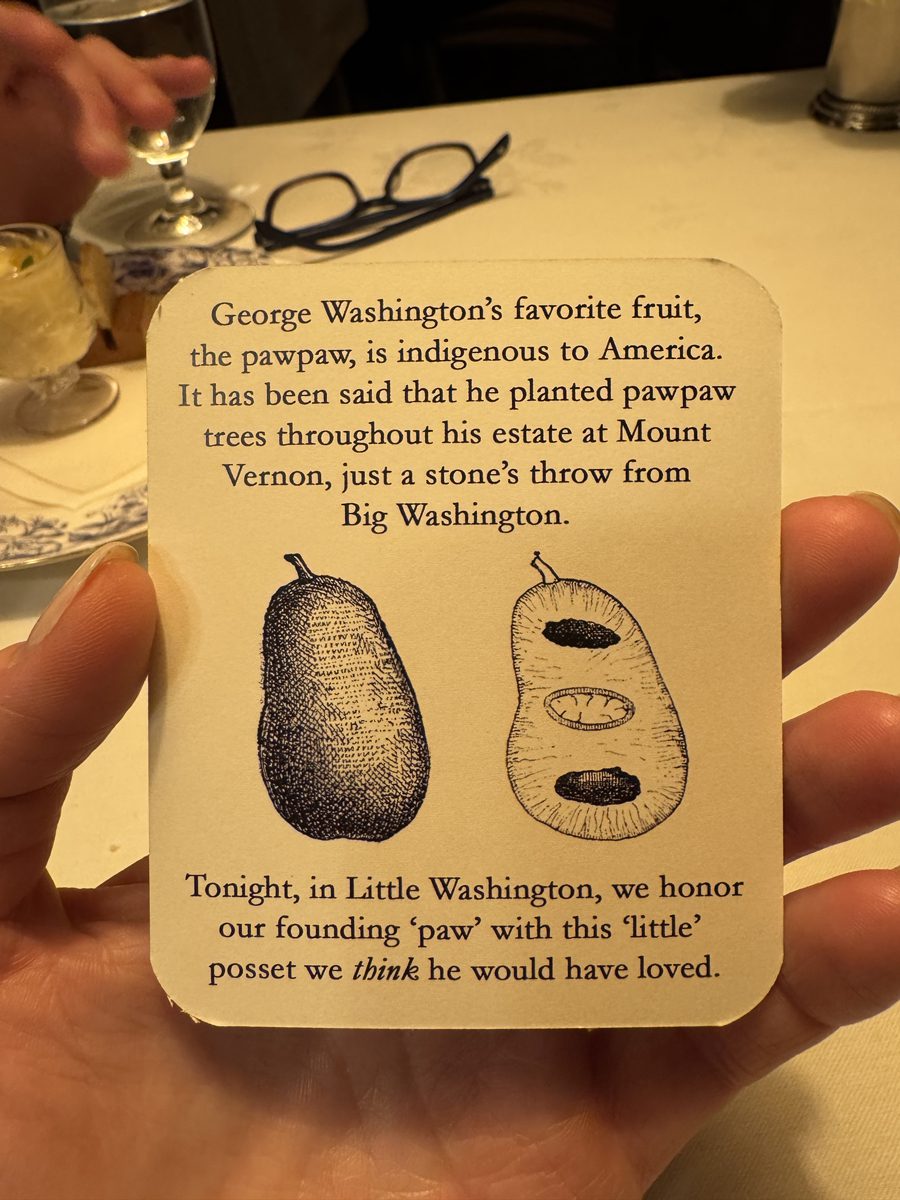 George Washington’s favorite fruit,
the pawpaw, is indigenous to America.
It has been said that he planted pawpaw
trees throughout his estate at Mount
Vernon, just a stone’s throw from
Big Washington.
Tonight, in Little Washington, we honor
our founding ‘paw’ with this ‘little’
posset we think he would have loved.